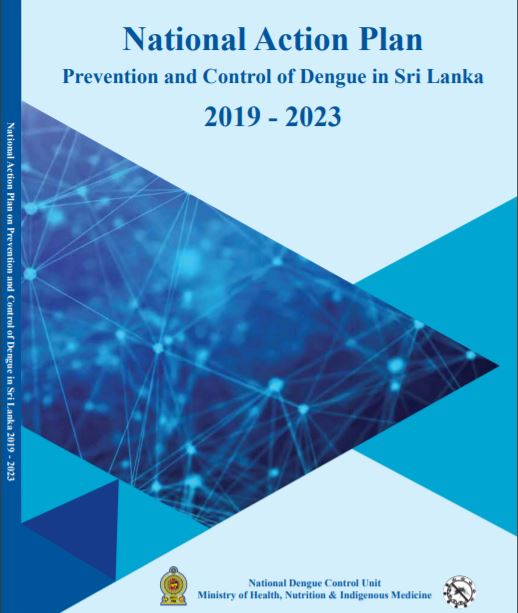 National Action Plan
Prevention and Control of Dengue in Sri Lanka
2019 - 2023
National Action Plan on Prevention and Control of Dengue in Sri Lanka 2019 - 2023
National Dengue Control Unit
Ministry of Health, Nutrition & Indigenous Medicine